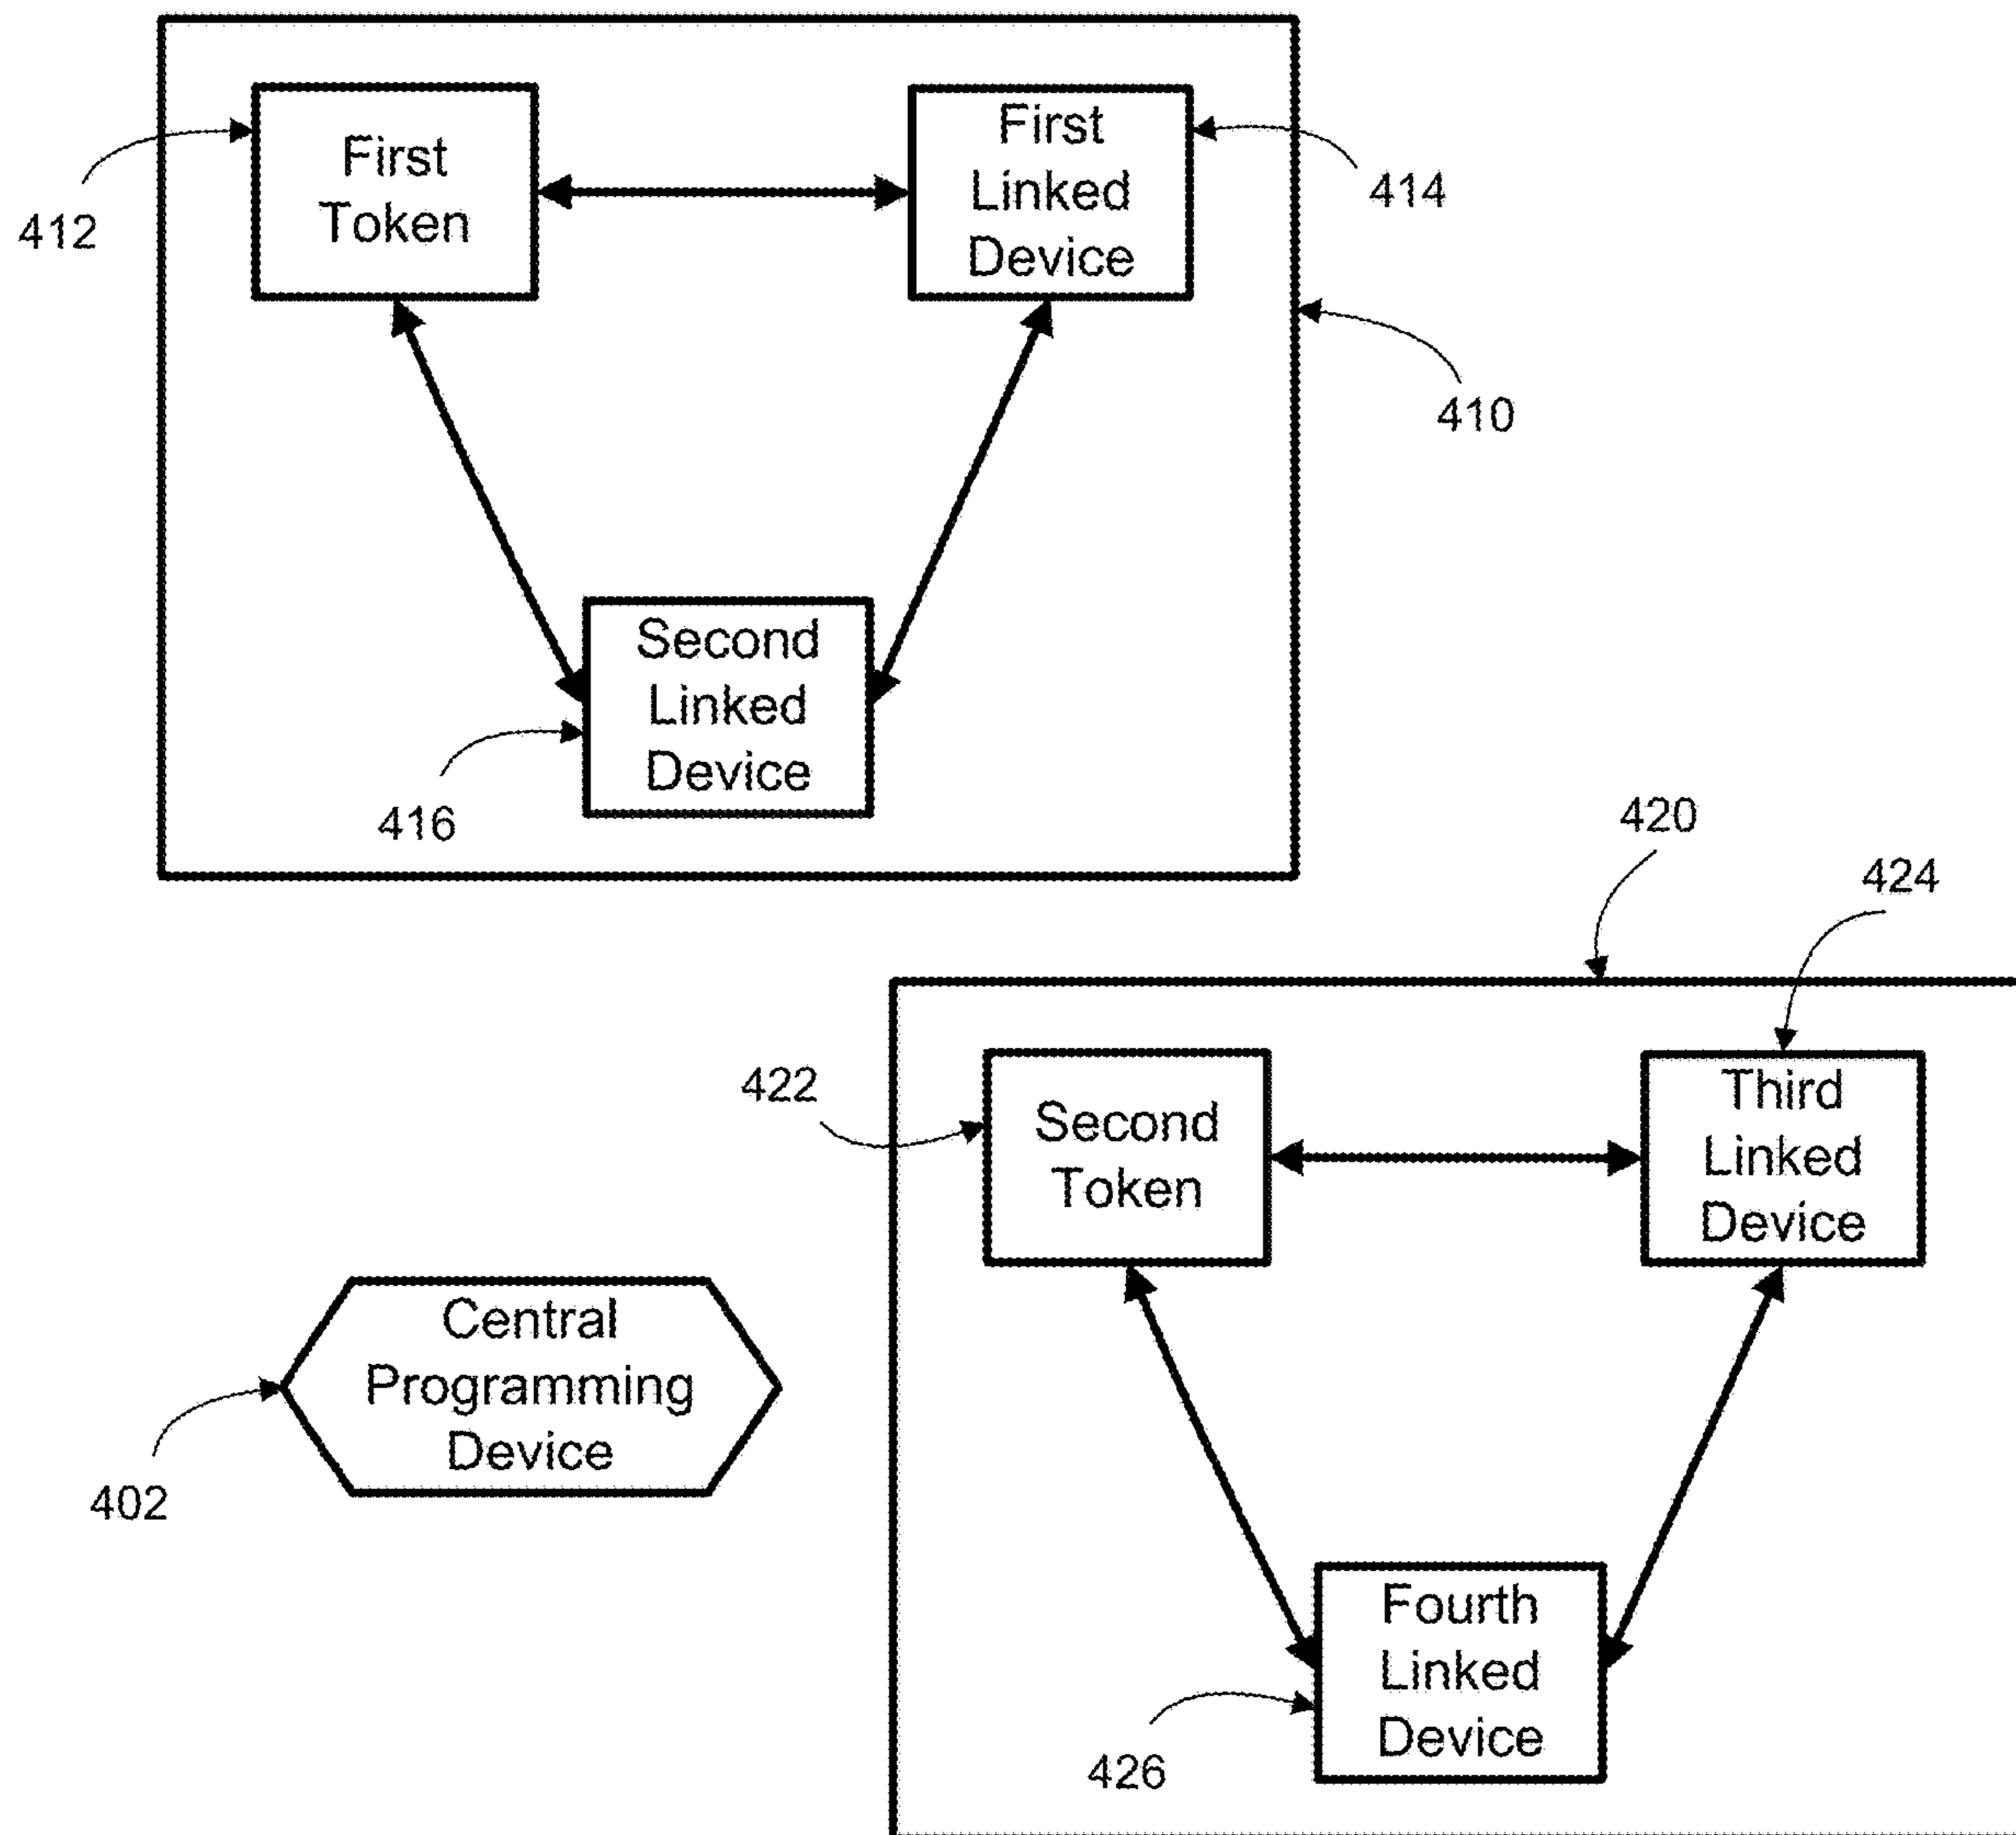 First
Token
First
Linked
Device
412
414
410
Second
Linked
Device
416
420
424
422
Second
Token
Third
Linked
Device
Central
Programming
Device
402
Fourth
Linked
Device
426